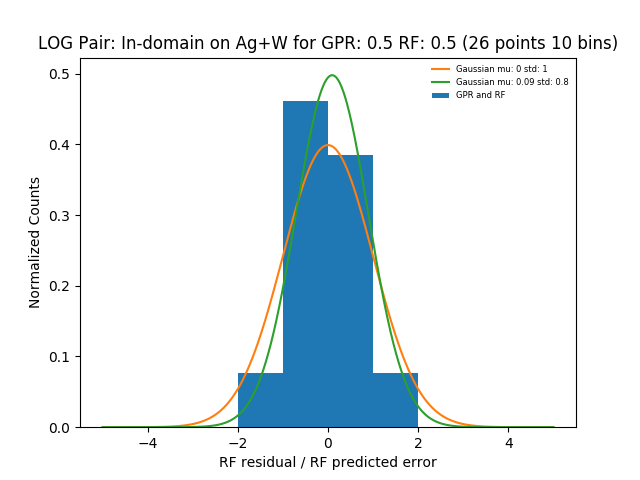 LOG Pair: In-domain on Ag+W for GPR: 0.5 RF: 0.5 (26 points 10 bins)
Gaussian mu: 0 std: 1
Gaussian mu: 0.09 std: 0.8
GPR and RF
Normalized Counts
0.5
0.4
0.3
0.2
0.1
0.0
−4
−2
0
2
4
RF residual / RF predicted error